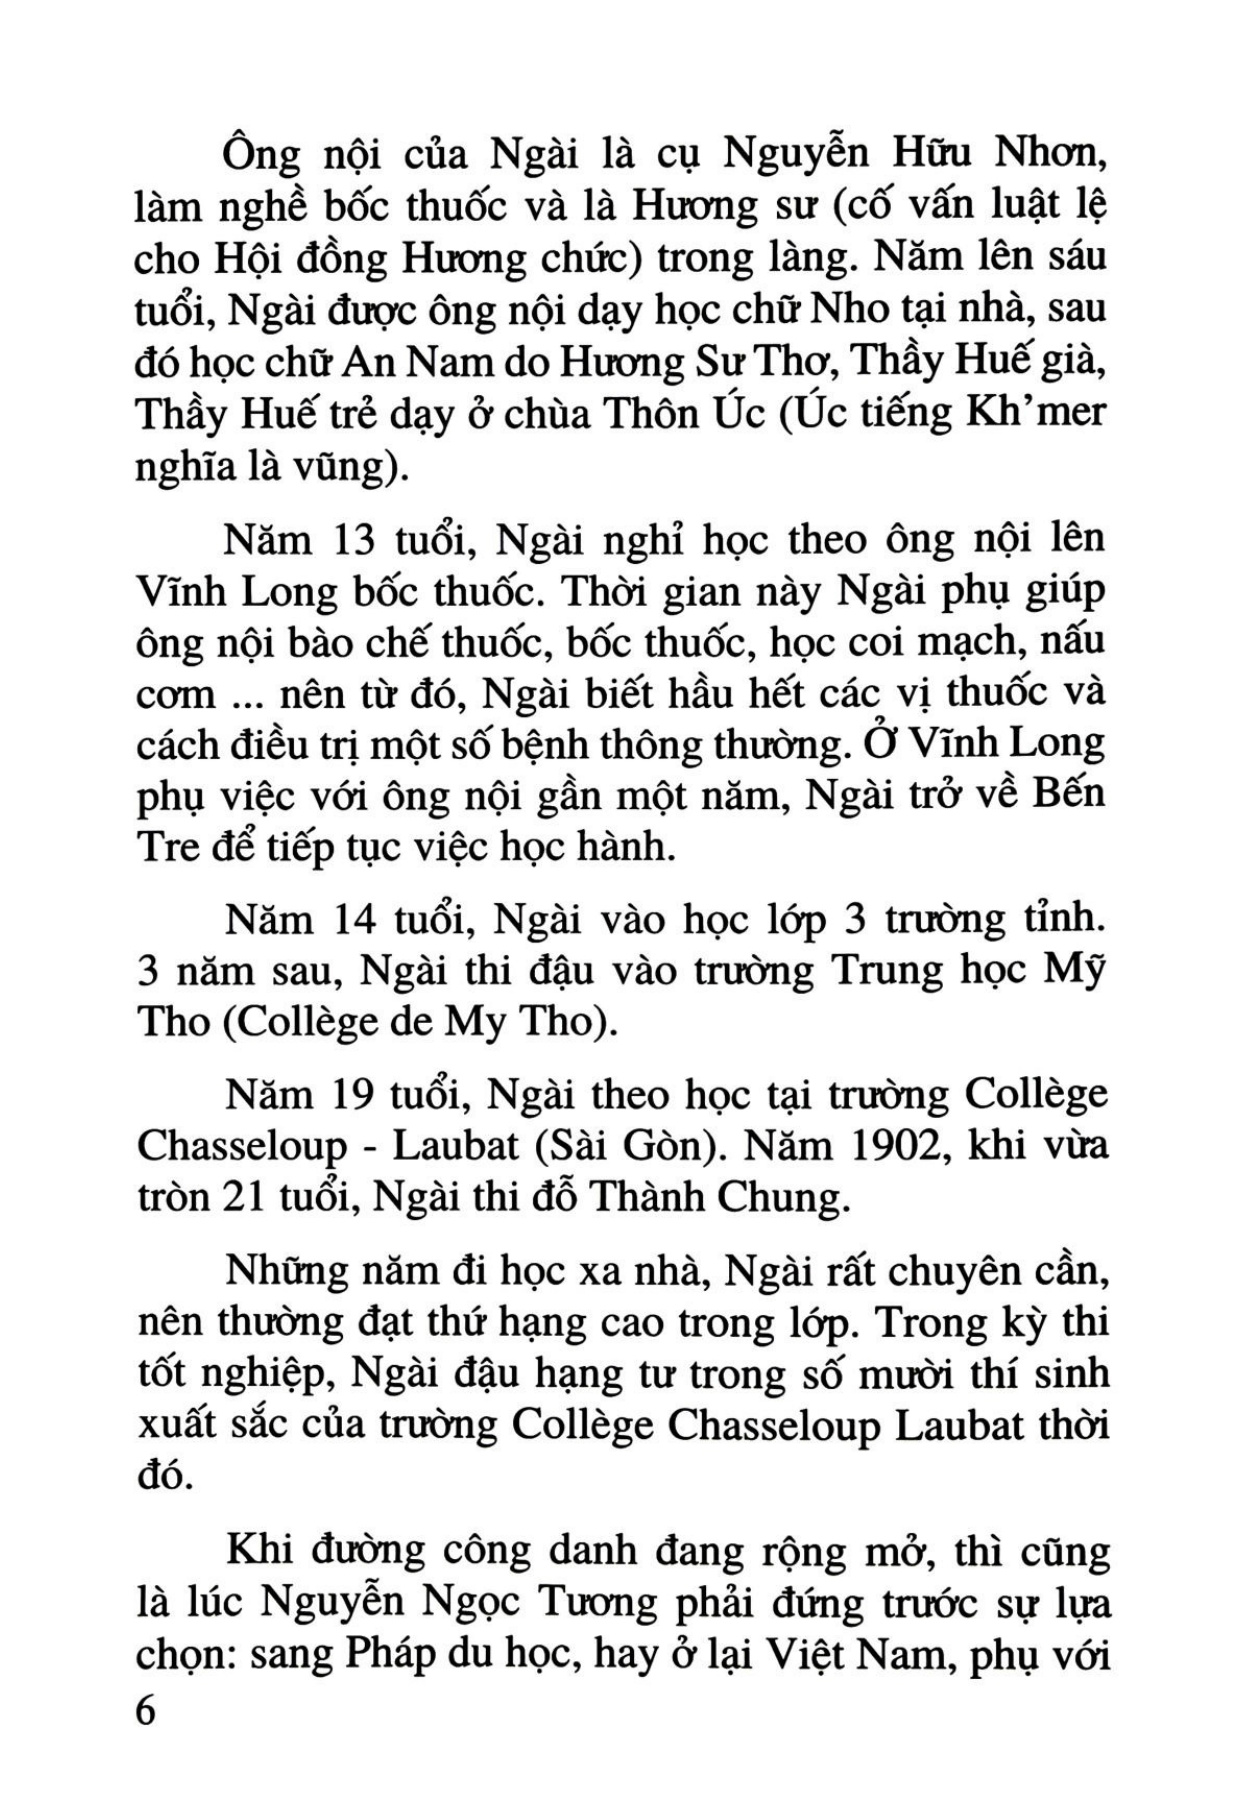 Ông nội của Ngài là cụ Nguyễn Hữu Nhơn,
làm nghề bốc thuốc và là Hương sư (cố vấn luật lệ
cho Hội đồng Hương chức) trong làng. Năm lên sáu
tuổi, Ngài được ông nội dạy học chữ Nho tại nhà, sau
đó học chữ An Nam do Hương Sư Thơ, Thầy Huế già,
Thầy Huế trẻ dạy ở chùa Thôn Úc (Úc tiếng Kh’mer
nghĩa là vũng).
Năm 13 tuổi, Ngài nghỉ học theo ông nội lên
Vĩnh Long bốc thuốc. Thời gian này Ngài phụ giúp
ông nội bào chế thuốc, bốc thuốc, học coi mạch, nấu
cơm ... nên từ đó, Ngài biết hầu hết các vị thuốc và
cách điều trị một số bệnh thông thường. Ở Vĩnh Long
phụ việc với ông nội gần một năm, Ngài trở về Bến
Tre để tiếp tục việc học hành.
Năm 14 tuổi, Ngài vào học lớp 3 trường tỉnh.
3 năm sau, Ngài thi đậu vào trường Trung học Mỹ
Tho (Collège de My Tho).
Năm 19 tuổi, Ngài theo học tại trường Collège
Chasseloup - Laubat (Sài Gòn). Năm 1902, khi vừa
tròn 21 tuổi, Ngài thi đỗ Thành Chung.
Những năm đi học xa nhà, Ngài rất chuyên cần,
nên thường đạt thứ hạng cao trong lớp. Trong kỳ thi
tốt nghiệp, Ngài đậu hạng tư trong số mười thí sinh
xuất sắc của trường Collège Chasseloup Laubat thời
đó.
Khi đường công danh đang rộng mở, thì cũng
là lúc Nguyễn Ngọc Tương phải đứng trước sự lựa
chọn: sang Pháp du học, hay ở lại Việt Nam, phụ với
6